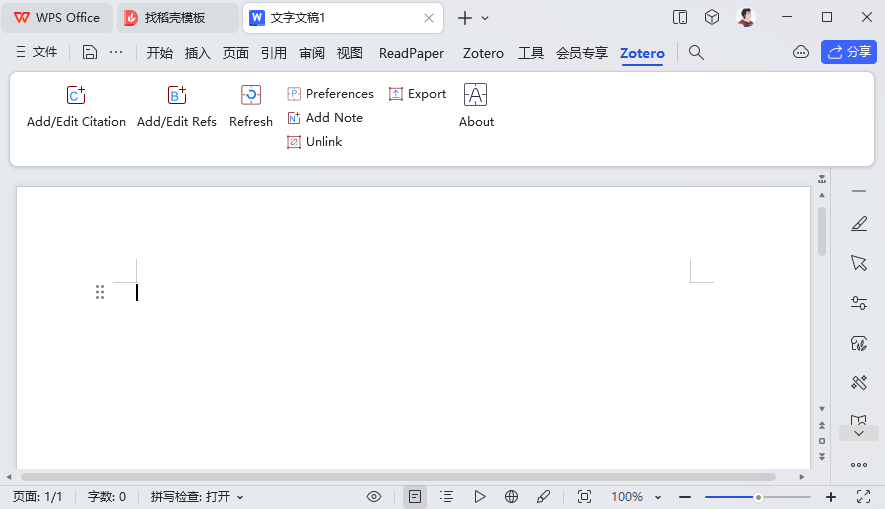 WPS Office
找稻壳模板
文字文稿1
文件
开始
插入
页面
引用
审阅
视图
ReadPaper
Zotero
工具
会员专享
Zotero
分享
Add/Edit Citation
Add/Edit Refs
Refresh
Preferences
Add Note
Unlink
Export
About
页面: 1/1
字数: 0
拼写检查: 打开
100%